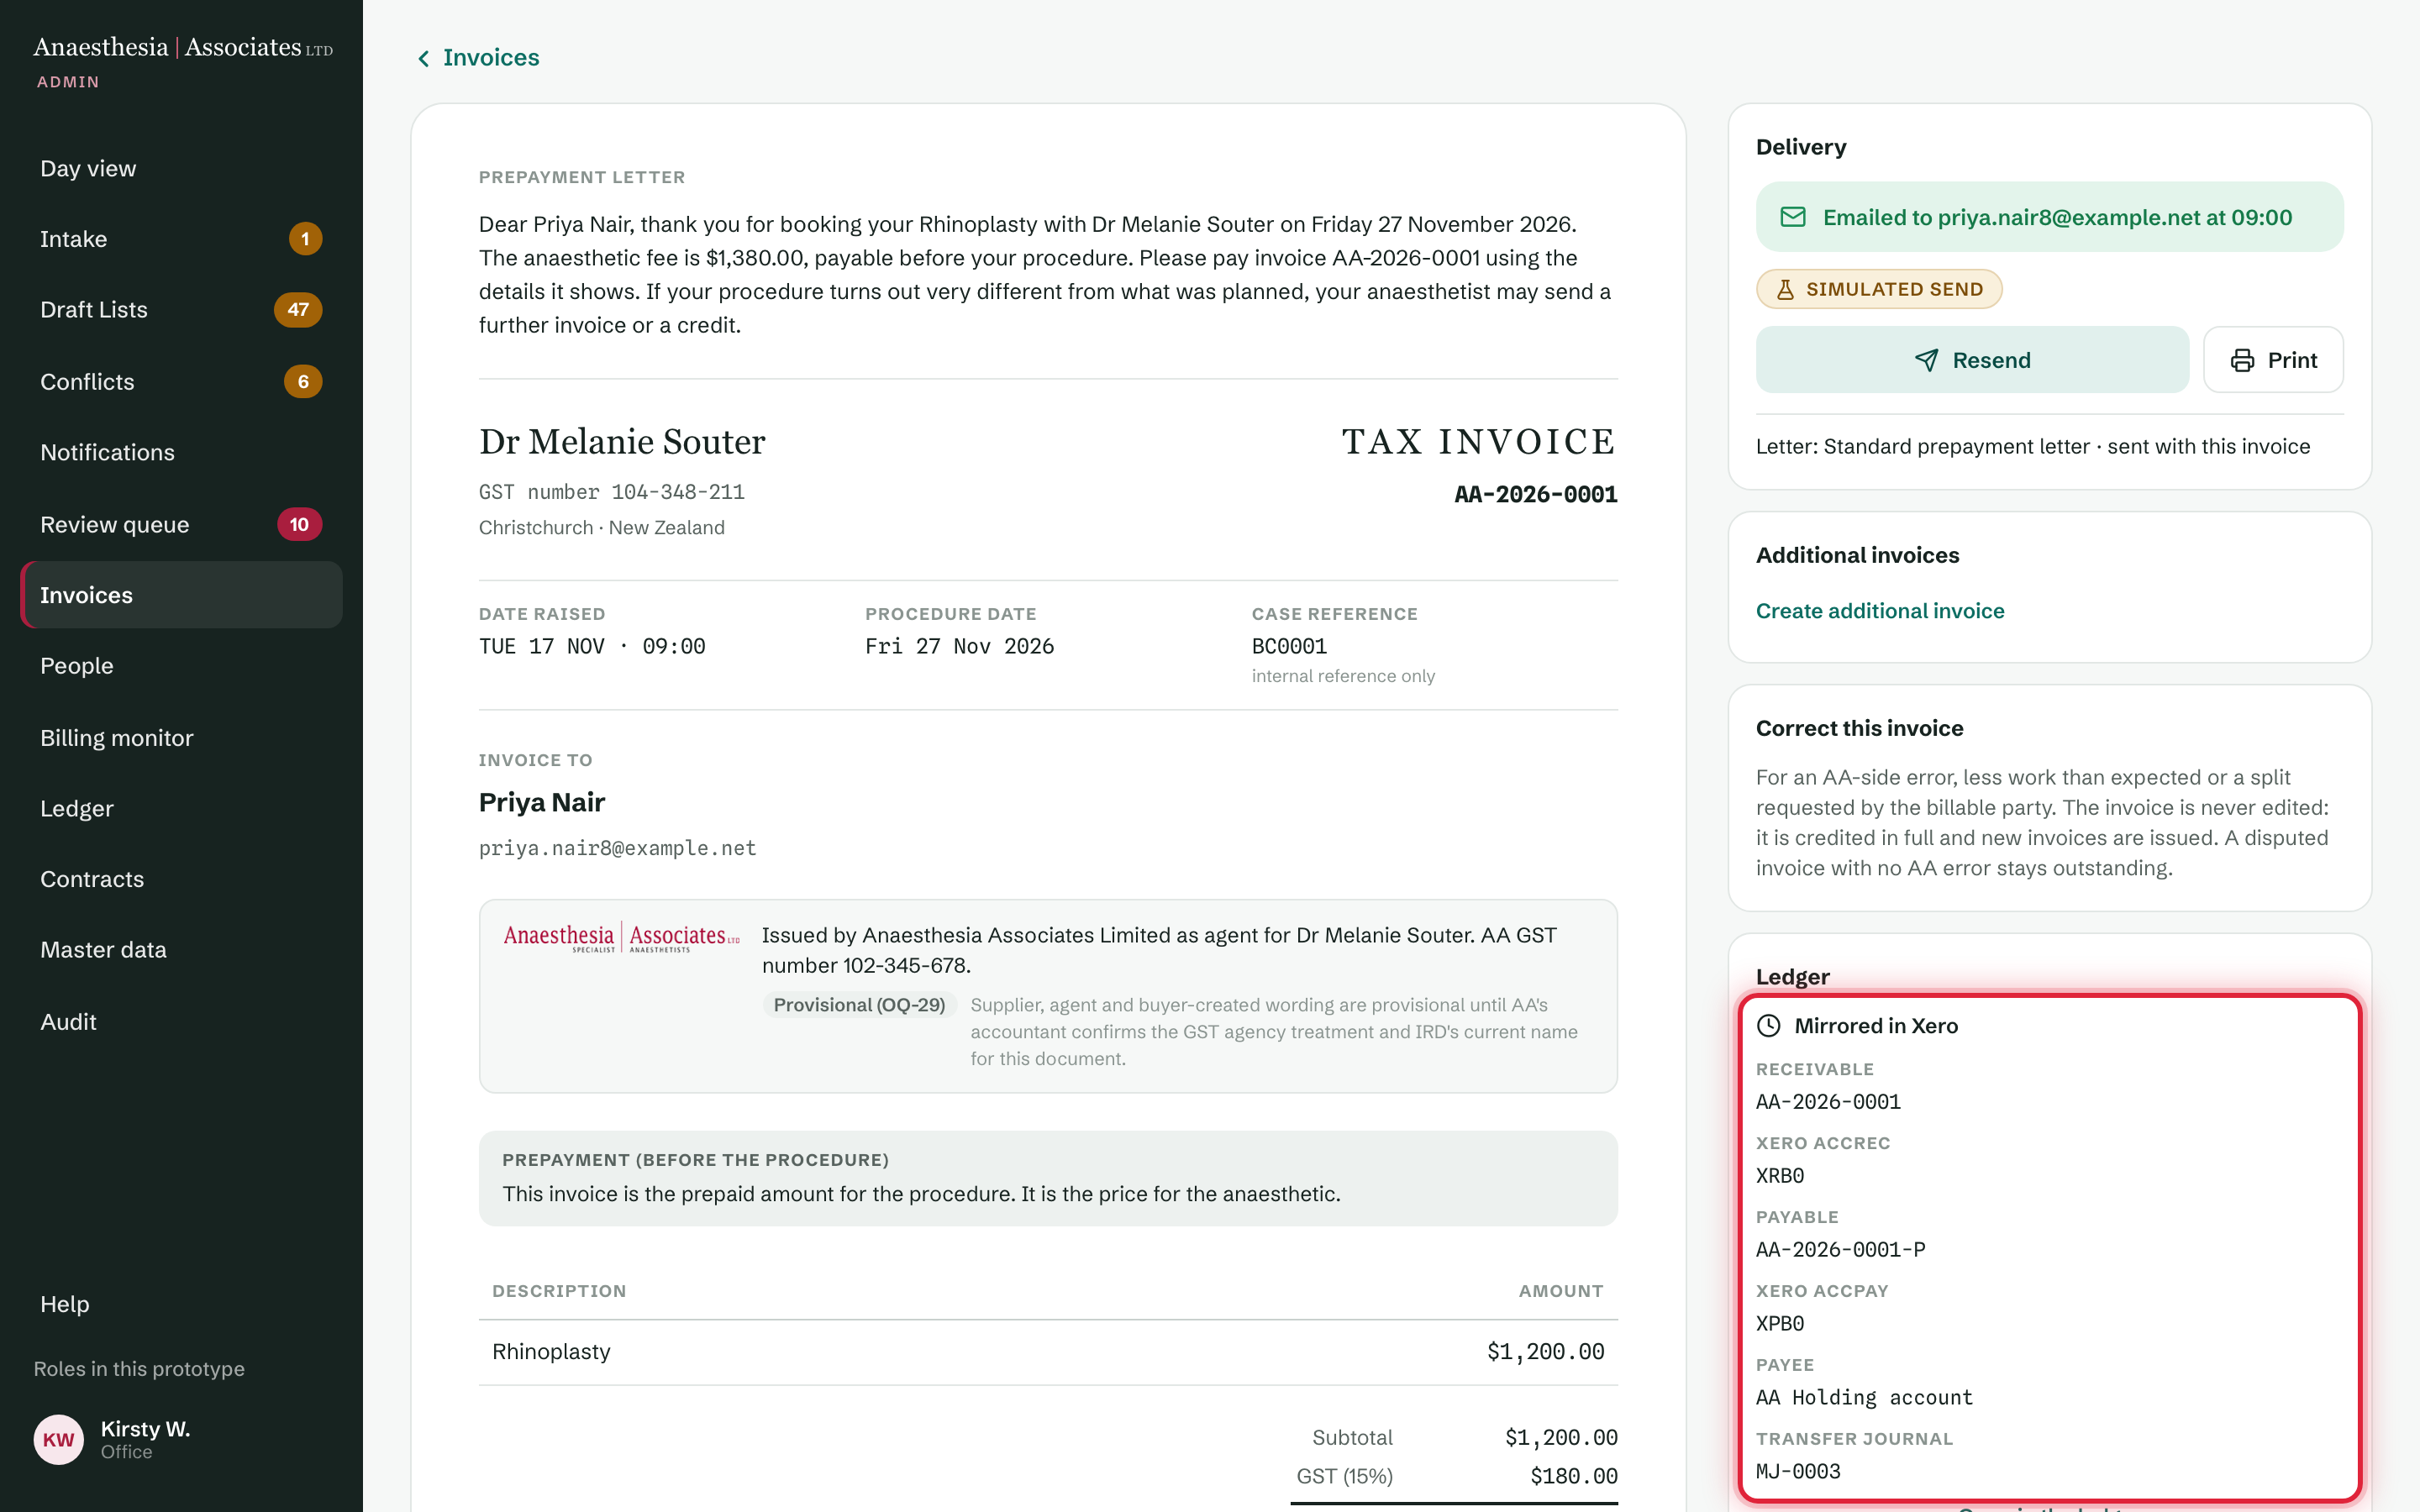 Anaesthesia | Associates LTD
ADMIN
Day view
Intake 1
Draft Lists 47
Conflicts 6
Notifications
Review queue 10
Invoices
People
Billing monitor
Ledger
Contracts
Master data
Audit
Help
Roles in this prototype
KW
Kirsty W.
Office
Invoices
PREPAYMENT LETTER
Dear Priya Nair, thank you for booking your Rhinoplasty with Dr Melanie Souter on Friday 27 November 2026.
The anaesthetic fee is $1,380.00, payable before your procedure. Please pay invoice AA-2026-0001 using the
details it shows. If your procedure turns out very different from what was planned, your anaesthetist may send a
further invoice or a credit.
Dr Melanie Souter
TAX INVOICE
GST number 104-348-211
AA-2026-0001
Christchurch · New Zealand
DATE RAISED
TUE 17 NOV · 09:00
PROCEDURE DATE
Fri 27 Nov 2026
CASE REFERENCE
BC0001
internal reference only
INVOICE TO
Priya Nair
priya.nair8@example.net
Anaesthesia | Associates LTD
SPECIALIST ANAESTHETISTS
Issued by Anaesthesia Associates Limited as agent for Dr Melanie Souter. AA GST
number 102-345-678.
Provisional (OQ-29)
Supplier, agent and buyer-created wording are provisional until AA's
accountant confirms the GST agency treatment and IRD's current name
for this document.
PREPAYMENT (BEFORE THE PROCEDURE)
This invoice is the prepaid amount for the procedure. It is the price for the anaesthetic.
DESCRIPTION AMOUNT
Rhinoplasty $1,200.00
Subtotal $1,200.00
GST (15%) $180.00
Delivery
Emailed to priya.nair8@example.net at 09:00
SIMULATED SEND
Resend
Print
Letter: Standard prepayment letter · sent with this invoice
Additional invoices
Create additional invoice
Correct this invoice
For an AA-side error, less work than expected or a split
requested by the billable party. The invoice is never edited:
it is credited in full and new invoices are issued. A disputed
invoice with no AA error stays outstanding.
Ledger
Mirrored in Xero
RECEIVABLE
AA-2026-0001
XERO ACCREC
XRB0
PAYABLE
AA-2026-0001-P
XERO ACCPAY
XPB0
PAYEE
AA Holding account
TRANSFER JOURNAL
MJ-0003